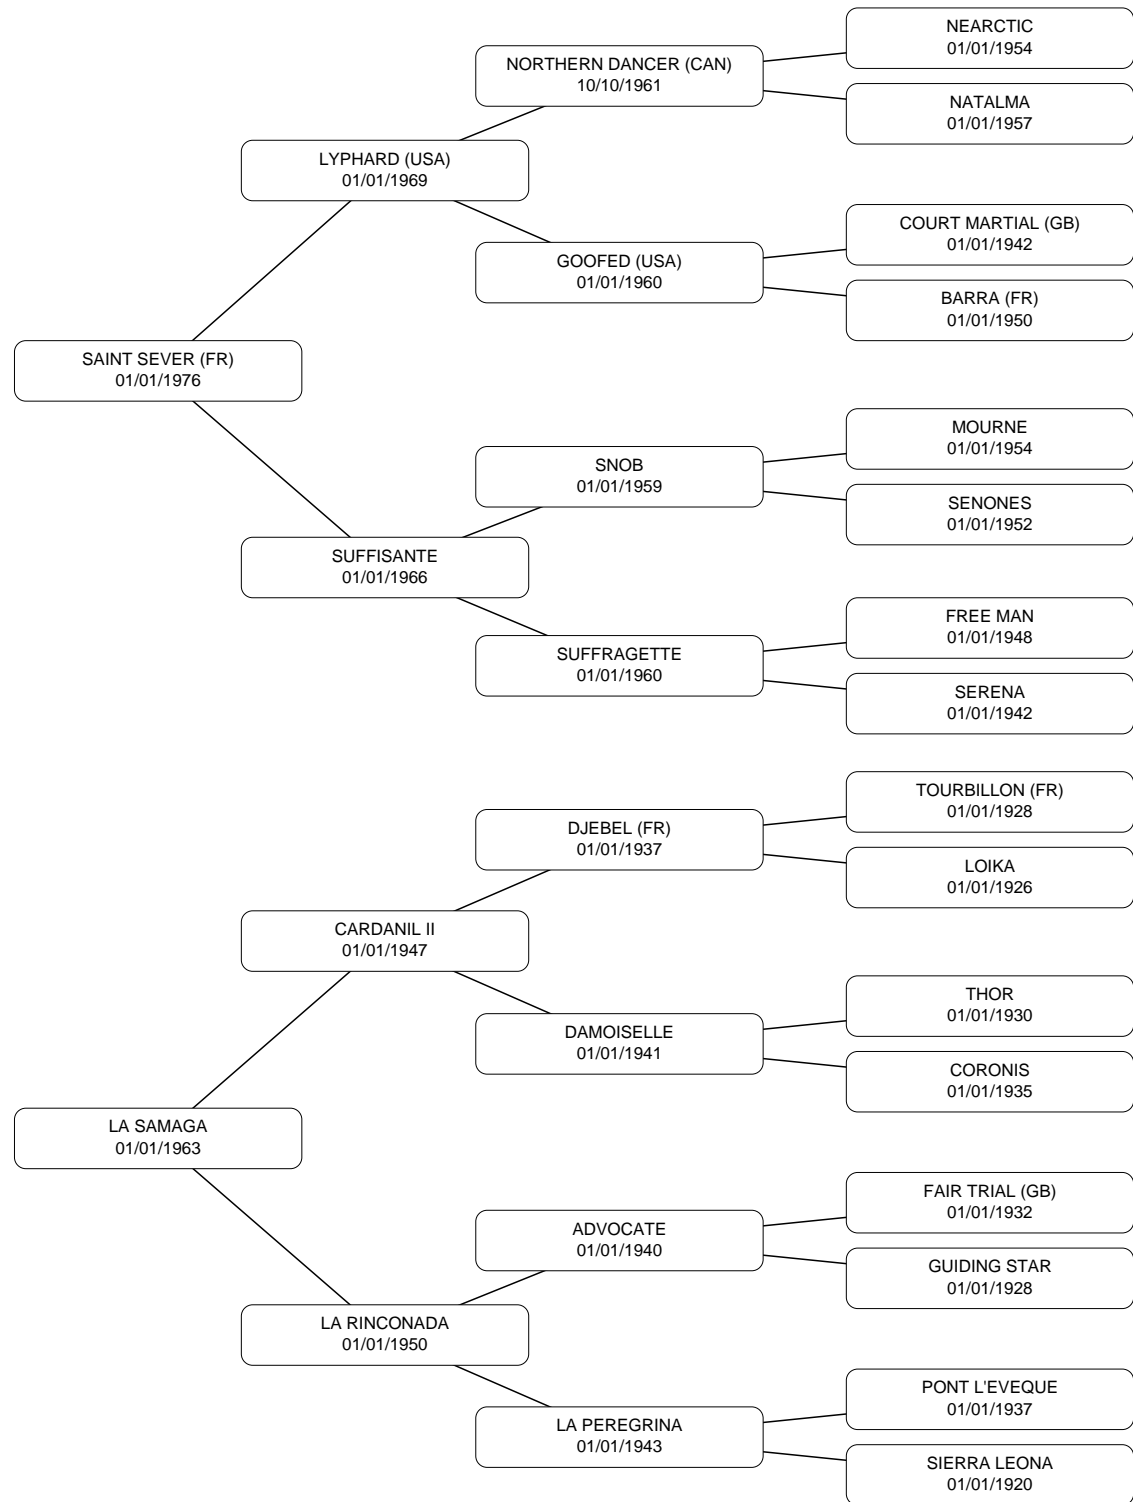 NEARCTIC
01/01/1954
NORTHERN DANCER (CAN)
10/10/1961
NATALMA
01/01/1957
LYPHARD (USA)
01/01/1969
COURT MARTIAL (GB)
01/01/1942
GOOFED (USA)
01/01/1960
BARRA (FR)
01/01/1950
SAINT SEVER (FR)
01/01/1976
MOURNE
01/01/1954
SNOB
01/01/1959
SENONES
01/01/1952
SUFFISANTE
01/01/1966
FREE MAN
01/01/1948
SUFFRAGETTE
01/01/1960
SERENA
01/01/1942
TOURBILLON (FR)
01/01/1928
DJEBEL (FR)
01/01/1937
LOIKA
01/01/1926
CARDANIL II
01/01/1947
THOR
01/01/1930
DAMOISELLE
01/01/1941
CORONIS
01/01/1935
LA SAMAGA
01/01/1963
FAIR TRIAL (GB)
01/01/1932
ADVOCATE
01/01/1940
GUIDING STAR
01/01/1928
LA RINCONADA
01/01/1950
PONT L'EVEQUE
01/01/1937
LA PEREGRINA
01/01/1943
SIERRA LEONA
01/01/1920